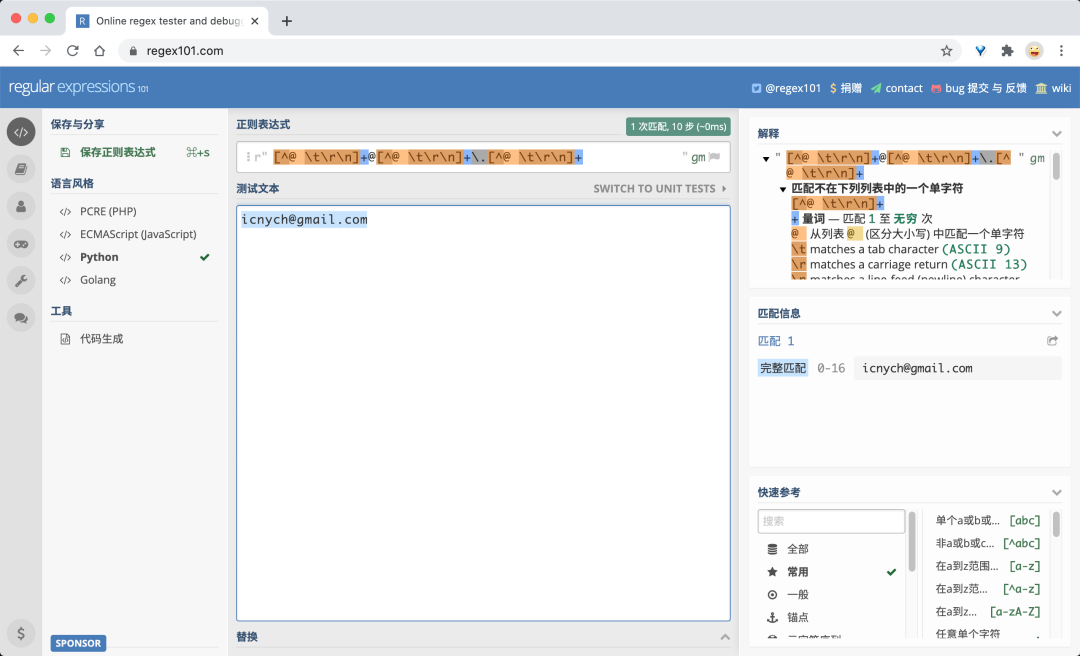 Online regex tester and debug
regex101.com
regular expressions 101
@regex101 $ 捐赠 contact bug 提交 与 反馈 wiki
保存与分享
保存正则表达式 ⌘+s
语言风格
</> PCRE (PHP)
</> ECMAScript (JavaScript)
</> Python
</> Golang
工具
代码生成
SPONSOR
正则表达式
1 次匹配, 10 步 (~0ms)
r" [^@ \t\r\n]+@[^@ \t\r\n]+\.[^@ \t\r\n]+ " gm
测试文本
SWITCH TO UNIT TESTS
icnych@gmail.com
替换
解释
" [^@ \t\r\n]+@[^@ \t\r\n]+\.[^ " gm
@ \t\r\n]+
匹配不在下列列表中的一个单字符
[^@ \t\r\n]+
+ 量词 — 匹配 1 至 无穷 次
@ 从列表 @ (区分大小写) 中匹配一个单字符
\t matches a tab character (ASCII 9)
\r matches a carriage return (ASCII 13)
\n matches a line-feed (newline) character
匹配信息
匹配 1
完整匹配 0-16 icnych@gmail.com
快速参考
搜索
全部
常用
一般
锚点
单个a或b或... [abc]
非a或b或c... [^abc]
在a到z范围... [a-z]
在a到z范... [^a-z]
在a到z... [a-zA-Z]
任意单个字符 .